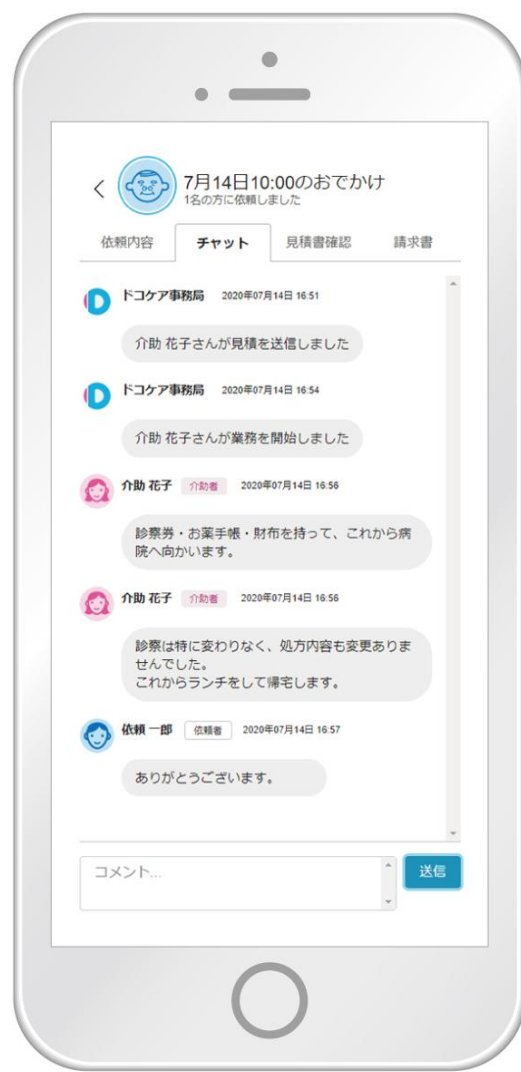 7月14日10:00のおでかけ
1名の方に依頼しました
依頼内容 チャット 見積書確認 請求書
ドコケア事務局 2020年07月14日 16:51
介助 花子さんが見積を送信しました
ドコケア事務局 2020年07月14日 16:54
介助 花子さんが業務を開始しました
介助 花子 介助者 2020年07月14日 16:56
診察券・お薬手帳・財布を持って、これから病
院へ向かいます。
介助 花子 介助者 2020年07月14日 16:56
診察は特に変わりなく、処方内容も変更ありま
せんでした。
これからランチをして帰宅します。
依頼 一郎 依頼者 2020年07月14日 16:57
ありがとうございます。
コメント... 送信